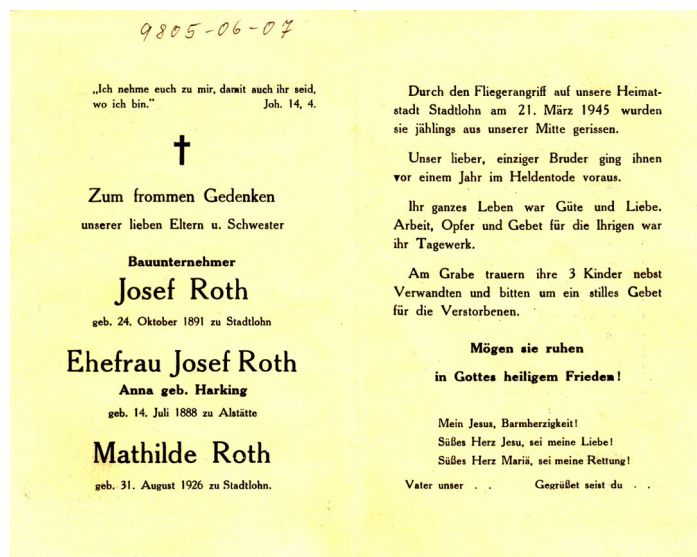 9805-06-07
„Ich nehme euch zu mir, damit auch ihr seid,
wo ich bin.“ Joh. 14, 4.
Zum frommen Gedenken
unserer lieben Eltern u. Schwester
Bauunternehmer
Josef Roth
geb. 24. Oktober 1891 zu Stadtlohn
Ehefrau Josef Roth
Anna geb. Harking
geb. 14. Juli 1888 zu Alstätte
Mathilde Roth
geb. 31. August 1926 zu Stadtlohn.
Durch den Fliegerangriff auf unsere Heimat-
stadt Stadtlohn am 21. März 1945 wurden
sie jählings aus unserer Mitte gerissen.
Unser lieber, einziger Bruder ging ihnen
vor einem Jahr im Heldentode voraus.
Ihr ganzes Leben war Güte und Liebe.
Arbeit, Opfer und Gebet für die Ihrigen war
ihr Tagewerk.
Am Grabe trauern ihre 3 Kinder nebst
Verwandten und bitten um ein stilles Gebet
für die Verstorbenen.
Mögen sie ruhen
in Gottes heiligem Frieden!
Mein Jesus, Barmherzigkeit!
Süßes Herz Jesu, sei meine Liebe!
Süßes Herz Mariä, sei meine Rettung!
Vater unser . . Gegrüßet seist du . .